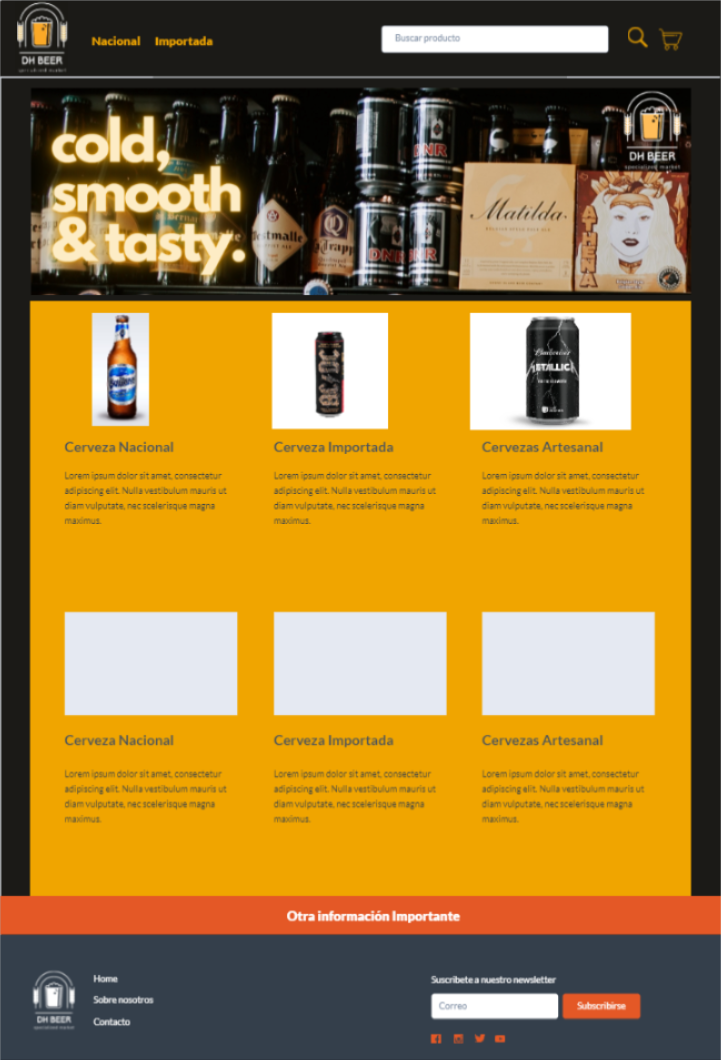 DH BEER
Nacional Importada
Buscar producto
cold,
smooth
& tasty.
DH BEER
specialized market
Matilda
ATHENA
DNR
Cerveza Nacional
Cerveza Importada
Cervezas Artesanal
Lorem ipsum dolor sit amet, consectetur
adipiscing elit. Nulla vestibulum mauris ut
diam vulputate, nec scelerisque magna
maximus.
Lorem ipsum dolor sit amet, consectetur
adipiscing elit. Nulla vestibulum mauris ut
diam vulputate, nec scelerisque magna
maximus.
Lorem ipsum dolor sit amet, consectetur
adipiscing elit. Nulla vestibulum mauris ut
diam vulputate, nec scelerisque magna
maximus.
Cerveza Nacional
Cerveza Importada
Cervezas Artesanal
Lorem ipsum dolor sit amet, consectetur
adipiscing elit. Nulla vestibulum mauris ut
diam vulputate, nec scelerisque magna
maximus.
Lorem ipsum dolor sit amet, consectetur
adipiscing elit. Nulla vestibulum mauris ut
diam vulputate, nec scelerisque magna
maximus.
Lorem ipsum dolor sit amet, consectetur
adipiscing elit. Nulla vestibulum mauris ut
diam vulputate, nec scelerisque magna
maximus.
Otra información Importante
DH BEER
Home
Sobre nosotros
Contacto
Suscribete a nuestro newsletter
Correo
Subscribirse